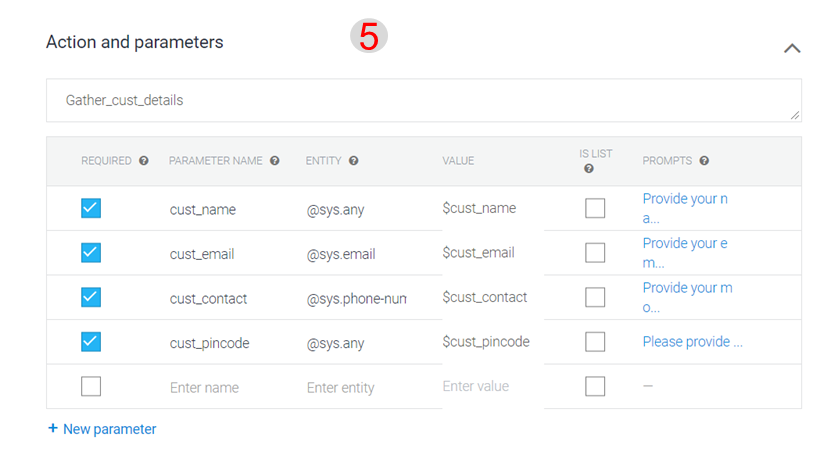 Action and parameters 5
Gather_cust_details
REQUIRED ? PARAMETER NAME ? ENTITY ? VALUE IS LIST ? PROMPTS ?
cust_name @sys.any $cust_name Provide your n
a...
cust_email @sys.email $cust_email Provide your e
m...
cust_contact @sys.phone-num $cust_contact Provide your m
o...
cust_pincode @sys.any $cust_pincode Please provide ...
Enter name Enter entity Enter value —
+ New parameter